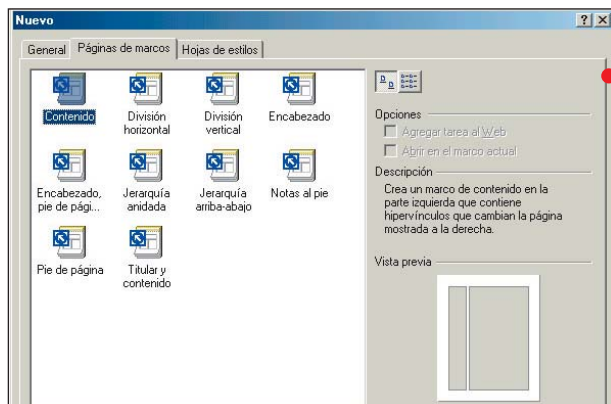 Nuevo
General Páginas de marcos Hojas de estilos
Contenido
División
horizontal
División
vertical
Encabezado
Encabezado,
pie de pági...
Jerarquía
anidada
Jerarquía
arriba-abajo
Notas al pie
Pie de página
Titular y
contenido
Opciones
Agregar tarea al Web
Abrir en el marco actual
Descripción
Crea un marco de contenido en la
parte izquierda que contiene
hipervínculos que cambian la página
mostrada a la derecha.
Vista previa